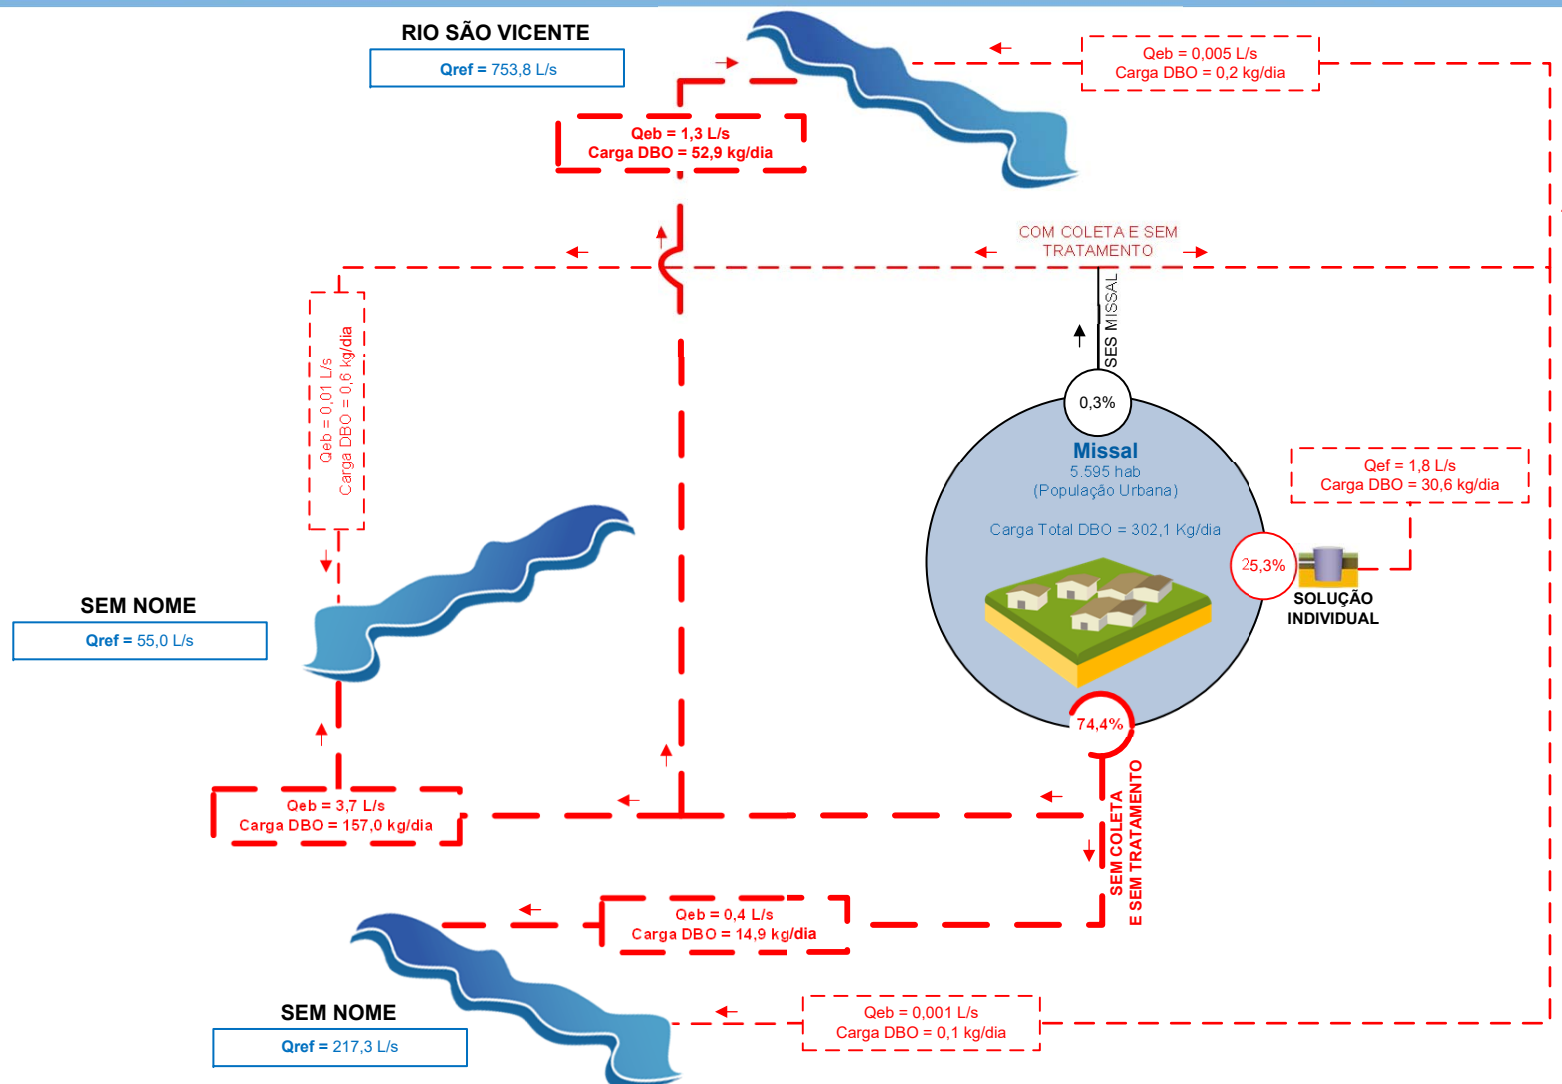 RIO SÃO VICENTE
Qref = 753,8 L/s
Qeb = 0,005 L/s
Carga DBO = 0,2 kg/dia
Qeb = 1,3 L/s
Carga DBO = 52,9 kg/dia
COM COLETA E SEM
TRATAMENTO
SES MISSAL
Qeb = 0,01 L/s
Carga DBO = 0,6 kg/dia
0,3%
Missal
5.595 hab
(População Urbana)
Carga Total DBO = 302,1 Kg/dia
Qef = 1,8 L/s
Carga DBO = 30,6 kg/dia
25,3%
SOLUÇÃO
INDIVIDUAL
SEM NOME
Qref = 55,0 L/s
74,4%
SEM COLETA
E SEM TRATAMENTO
Qeb = 3,7 L/s
Carga DBO = 157,0 kg/dia
Qeb = 0,4 L/s
Carga DBO = 14,9 kg/dia
SEM NOME
Qref = 217,3 L/s
Qeb = 0,001 L/s
Carga DBO = 0,1 kg/dia